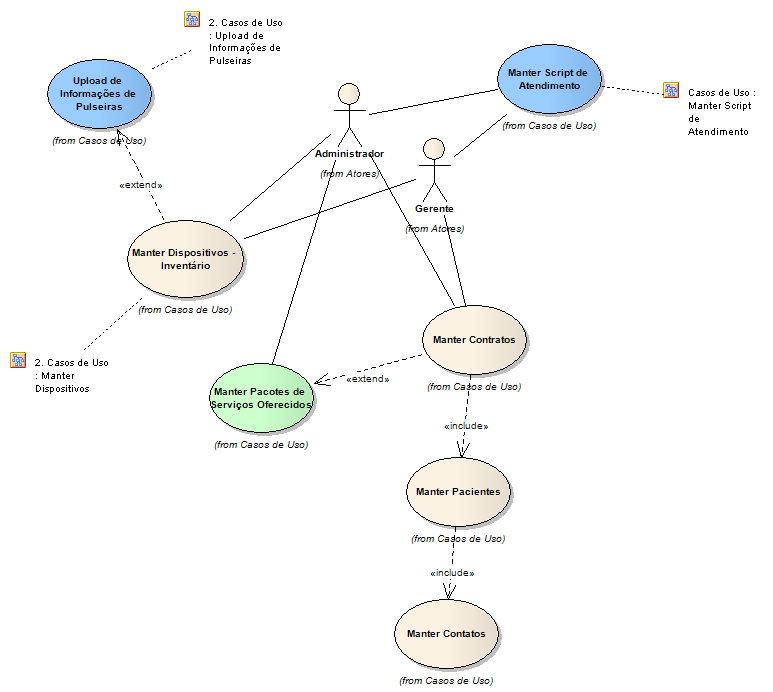 2. Casos de Uso
: Upload de
Informações de
Pulseiras
Upload de
Informações de
Pulseiras
(from Casos de Uso)
Manter Script de
Atendimento
(from Casos de Uso)
Casos de Uso :
Manter Script
de
Atendimento
Administrador
(from Atores)
Gerente
(from Atores)
«extend»
Manter Dispositivos -
Inventário
(from Casos de Uso)
2. Casos de Uso
: Manter
Dispositivos
Manter Contratos
(from Casos de Uso)
«extend»
Manter Pacotes de
Serviços Oferecidos
(from Casos de Uso)
«include»
Manter Pacientes
(from Casos de Uso)
«include»
Manter Contatos
(from Casos de Uso)